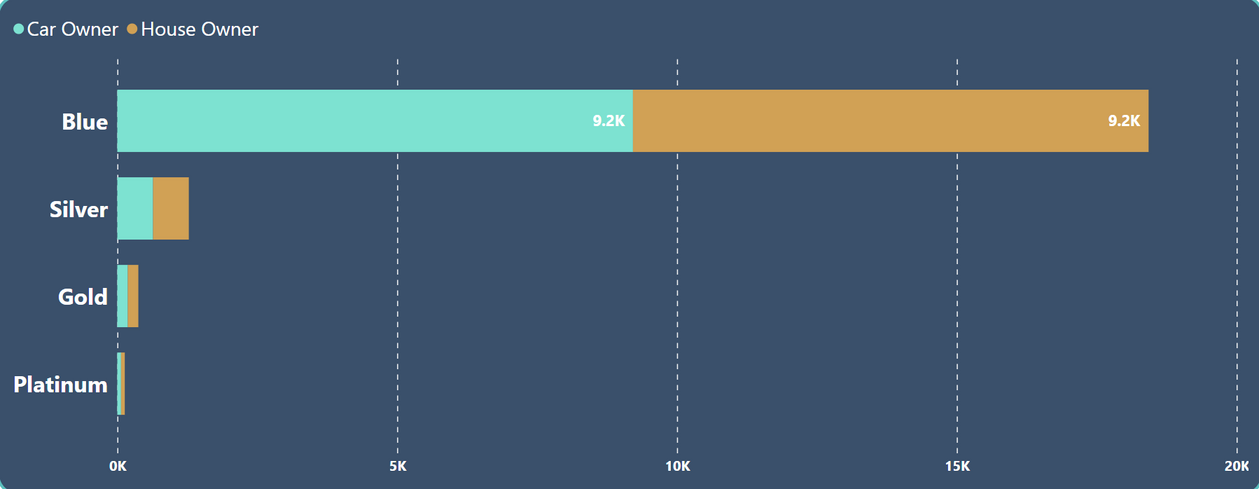 Car Owner House Owner
Blue 9.2K 9.2K
Silver
Gold
Platinum
0K 5K 10K 15K 20K